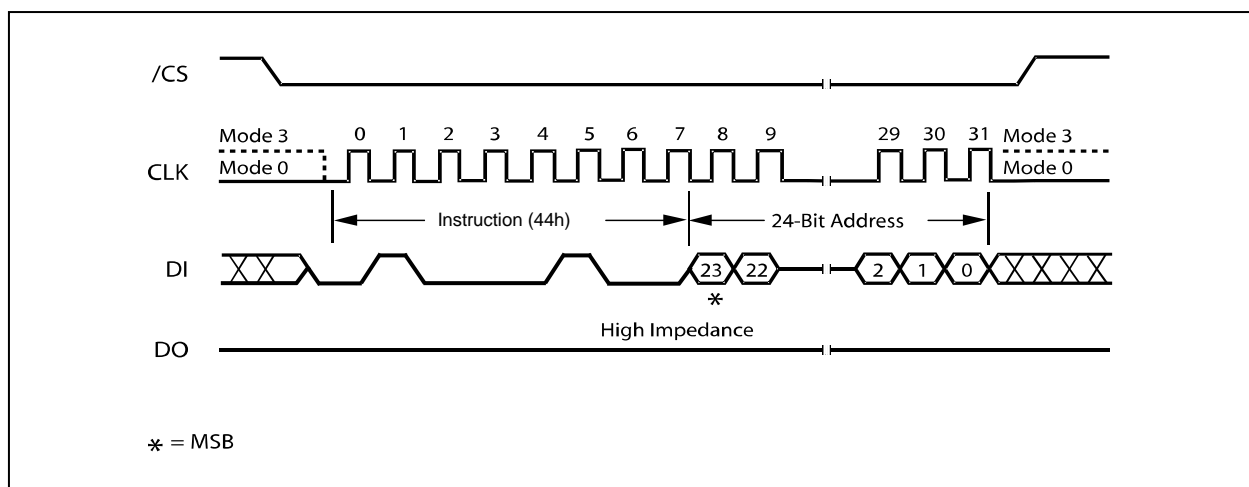 /CS
Mode 3
0 1 2 3 4 5 6 7 8 9 29 30 31
Mode 3
CLK
Mode 0
Mode 0
Instruction (44h)
24-Bit Address
DI
23 22 2 1 0
*
High Impedance
DO
* = MSB